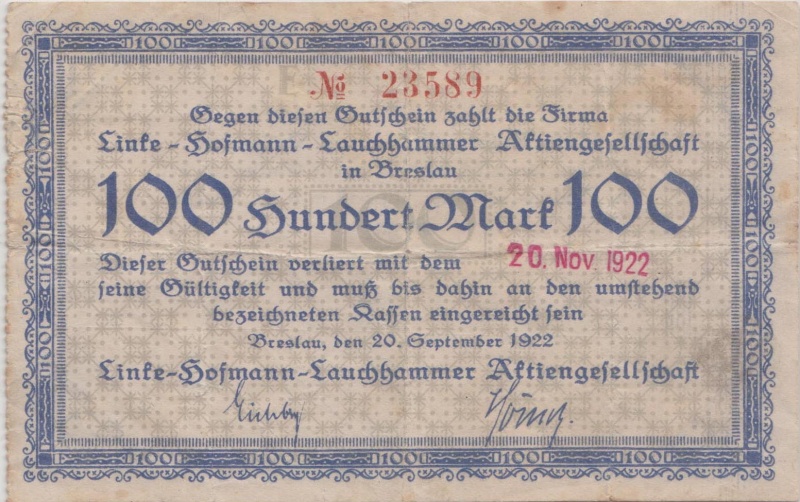 № 23589
Gegen diesen Gutschein zahlt die Firma
Linke-Hofmann-Lauchhammer Aktiengesellschaft
in Breslau
100 Hundert Mark 100
Dieser Gutschein verliert mit dem 20. Nov 1922
seine Gültigkeit und muß bis dahin an den umstehend
bezeichneten Kassen eingereicht sein
Breslau, den 20. September 1922
Linke-Hofmann-Lauchhammer Aktiengesellschaft